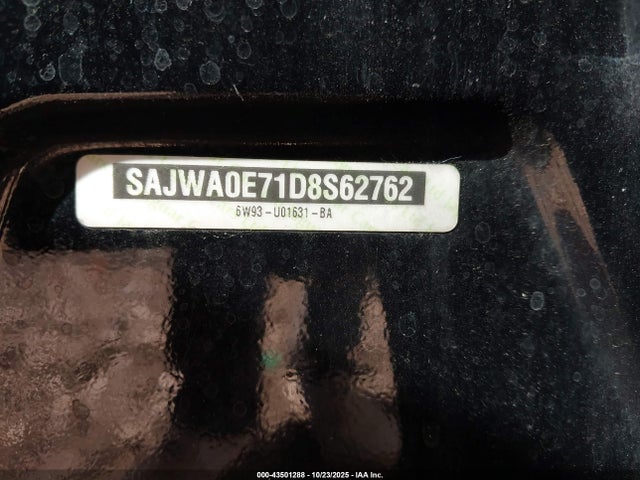 SAJWA0E71D8S62762
6W93-U01631-BA
000-43501288 - 10/23/2025 - IAA Inc.